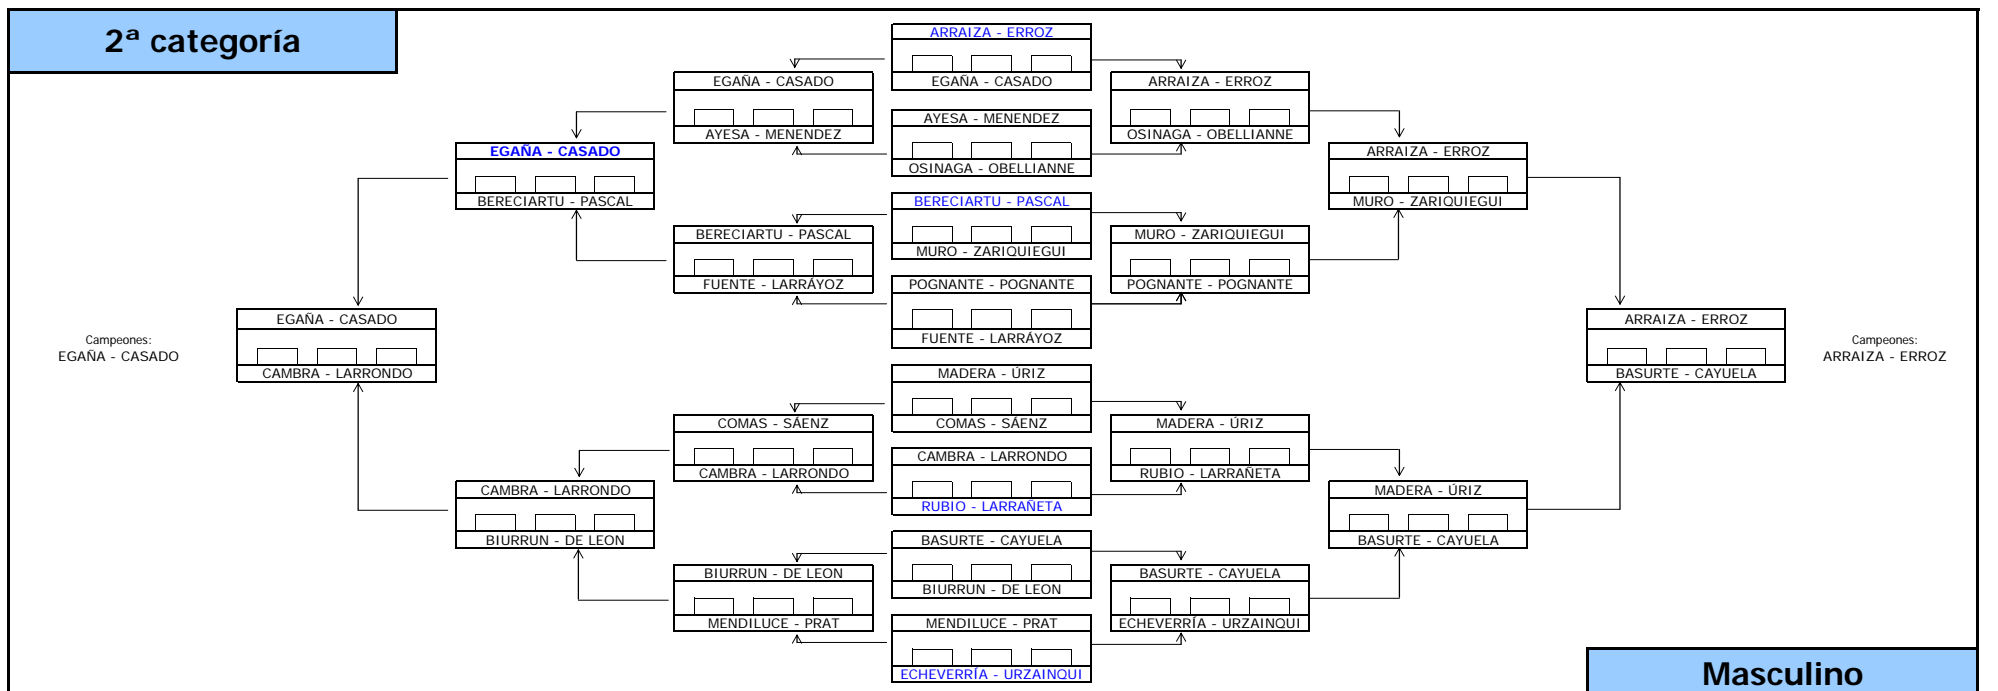 2ª categoría
ARRAIZA - ERROZ
EGAÑA - CASADO
EGAÑA - CASADO
ARRAIZA - ERROZ
AYESA - MENENDEZ
AYESA - MENENDEZ
OSINAGA - OBELLIANNE
EGAÑA - CASADO
ARRAIZA - ERROZ
OSINAGA - OBELLIANNE
BERECIARTU - PASCAL
BERECIARTU - PASCAL
MURO - ZARIQUIEGUI
BERECIARTU - PASCAL
MURO - ZARIQUIEGUI
MURO - ZARIQUIEGUI
FUENTE - LARRÁYOZ
POGNANTE - POGNANTE
POGNANTE - POGNANTE
EGAÑA - CASADO
ARRAIZA - ERROZ
FUENTE - LARRÁYOZ
Campeones:
EGAÑA - CASADO
Campeones:
ARRAIZA - ERROZ
CAMBRA - LARRONDO
MADERA - ÚRIZ
BASURTE - CAYUELA
COMAS - SÁENZ
COMAS - SÁENZ
MADERA - ÚRIZ
CAMBRA - LARRONDO
CAMBRA - LARRONDO
RUBIO - LARRAÑETA
CAMBRA - LARRONDO
MADERA - ÚRIZ
RUBIO - LARRAÑETA
BIURRUN - DE LEON
BASURTE - CAYUELA
BASURTE - CAYUELA
BIURRUN - DE LEON
BASURTE - CAYUELA
BIURRUN - DE LEON
MENDILUCE - PRAT
MENDILUCE - PRAT
ECHEVERRÍA - URZAINQUI
ECHEVERRÍA - URZAINQUI
Masculino